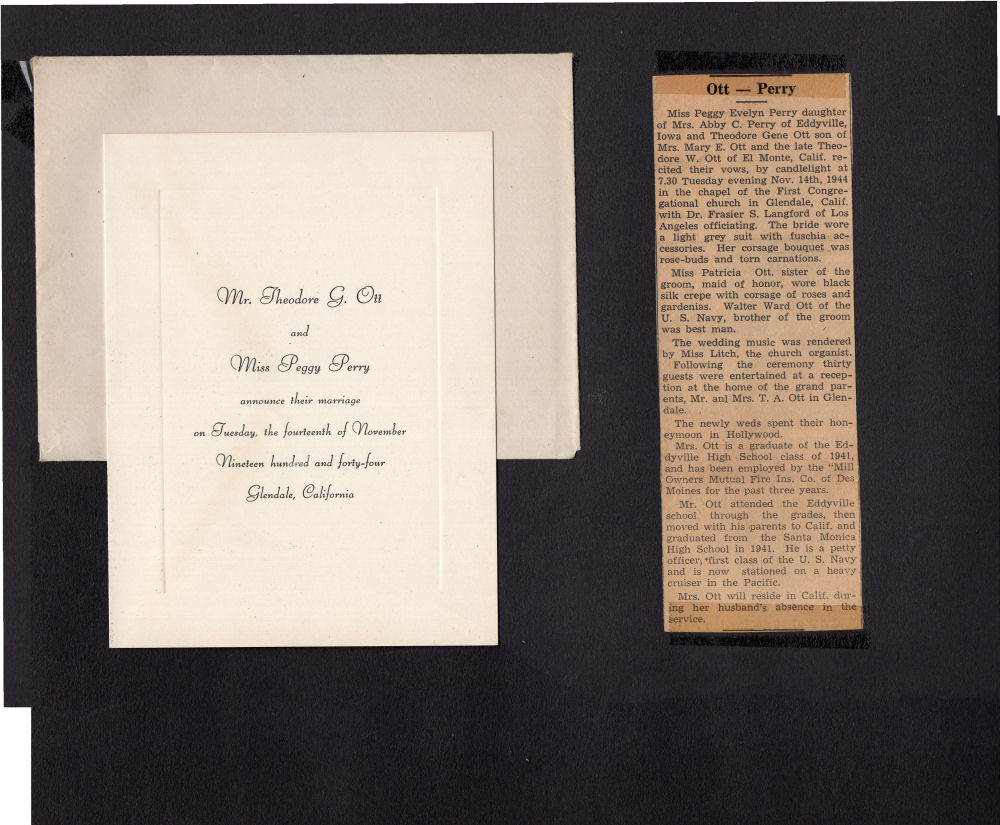 Mr. Theodore G. Ott
and
Miss Peggy Perry
announce their marriage
on Tuesday, the fourteenth of November
Nineteen hundred and forty-four
Glendale, California
Ott — Perry
Miss Peggy Evelyn Perry daughter
of Mrs. Abby C. Perry of Eddyville,
Iowa and Theodore Gene Ott son of
Mrs. Mary E. Ott and the late Theo-
dore W. Ott of El Monte, Calif. re-
cited their vows, by candlelight at
7.30 Tuesday evening Nov. 14th, 1944
in the chapel of the First Congre-
gational church in Glendale, Calif.
with Dr. Frasier S. Langford of Los
Angeles officiating. The bride wore
a light grey suit with fuschia ac-
cessories. Her corsage bouquet was
rose-buds and torn carnations.
Miss Patricia Ott. sister of the
groom, maid of honor, wore black
silk crepe with corsage of roses and
gardenias. Walter Ward Ott of the
U. S. Navy, brother of the groom
was best man.
The wedding music was rendered
by Miss Litch, the church organist.
Following the ceremony thirty
guests were entertained at a recep-
tion at the home of the grand par-
ents, Mr. anl Mrs. T. A. Ott in Glen-
dale.
The newly weds spent their hon-
eymoon in Hollywood.
Mrs. Ott is a graduate of the Ed-
dyville High School class of 1941,
and has been employed by the "Mill
Owners Mutual Fire Ins. Co. of Des
Moines for the past three years.
Mr. Ott attended the Eddyville
school through the grades, then
moved with his parents to Calif. and
graduated from the Santa Monica
High School in 1941. He is a petty
officer, first class of the U. S. Navy
and is now stationed on a heavy
cruiser in the Pacific.
Mrs. Ott will reside in Calif. dur-
ing her husband's absence in the
service.